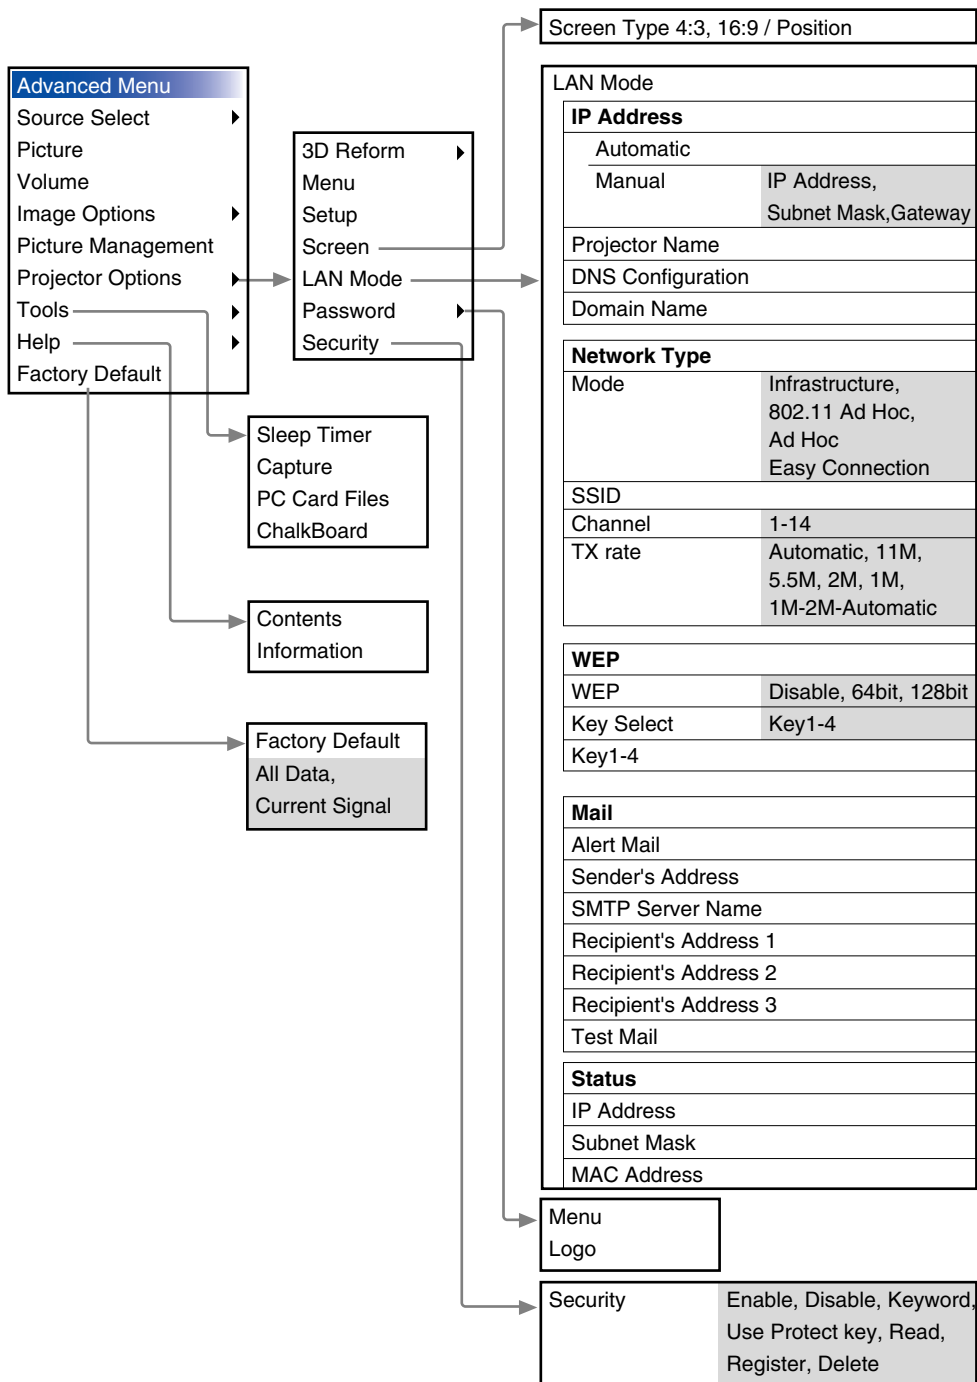 Screen Type 4:3, 16:9 / Position
Advanced Menu
Source Select
Picture
Volume
Image Options
Picture Management
Projector Options
Tools
Help
Factory Default
3D Reform
Menu
Setup
Screen
LAN Mode
Password
Security
Sleep Timer
Capture
PC Card Files
ChalkBoard
Contents
Information
Factory Default
All Data,
Current Signal
LAN Mode
IP Address
Automatic
Manual IP Address,
Subnet Mask,Gateway
Projector Name
DNS Configuration
Domain Name
Network Type
Mode Infrastructure,
802.11 Ad Hoc,
Ad Hoc
Easy Connection
SSID
Channel 1-14
TX rate Automatic, 11M,
5.5M, 2M, 1M,
1M-2M-Automatic
WEP
WEP Disable, 64bit, 128bit
Key Select Key1-4
Key1-4
Mail
Alert Mail
Sender's Address
SMTP Server Name
Recipient's Address 1
Recipient's Address 2
Recipient's Address 3
Test Mail
Status
IP Address
Subnet Mask
MAC Address
Menu
Logo
Security Enable, Disable, Keyword,
Use Protect key, Read,
Register, Delete